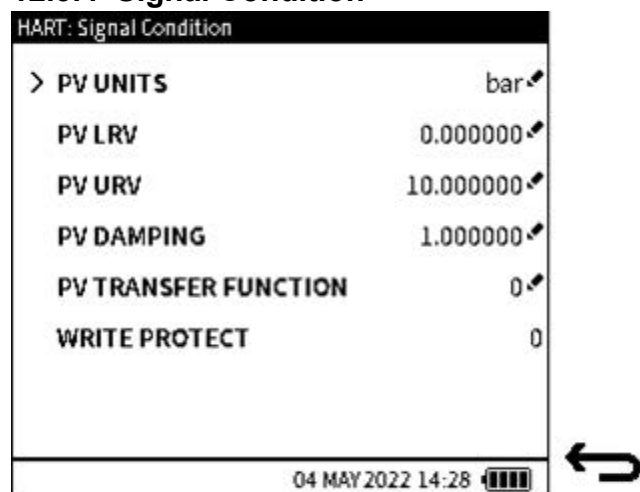 HART: Signal Condition
> PV UNITS bar
PV LRV 0.000000
PV URV 10.000000
PV DAMPING 1.000000
PV TRANSFER FUNCTION 0
WRITE PROTECT 0
04 MAY 2022 14:28